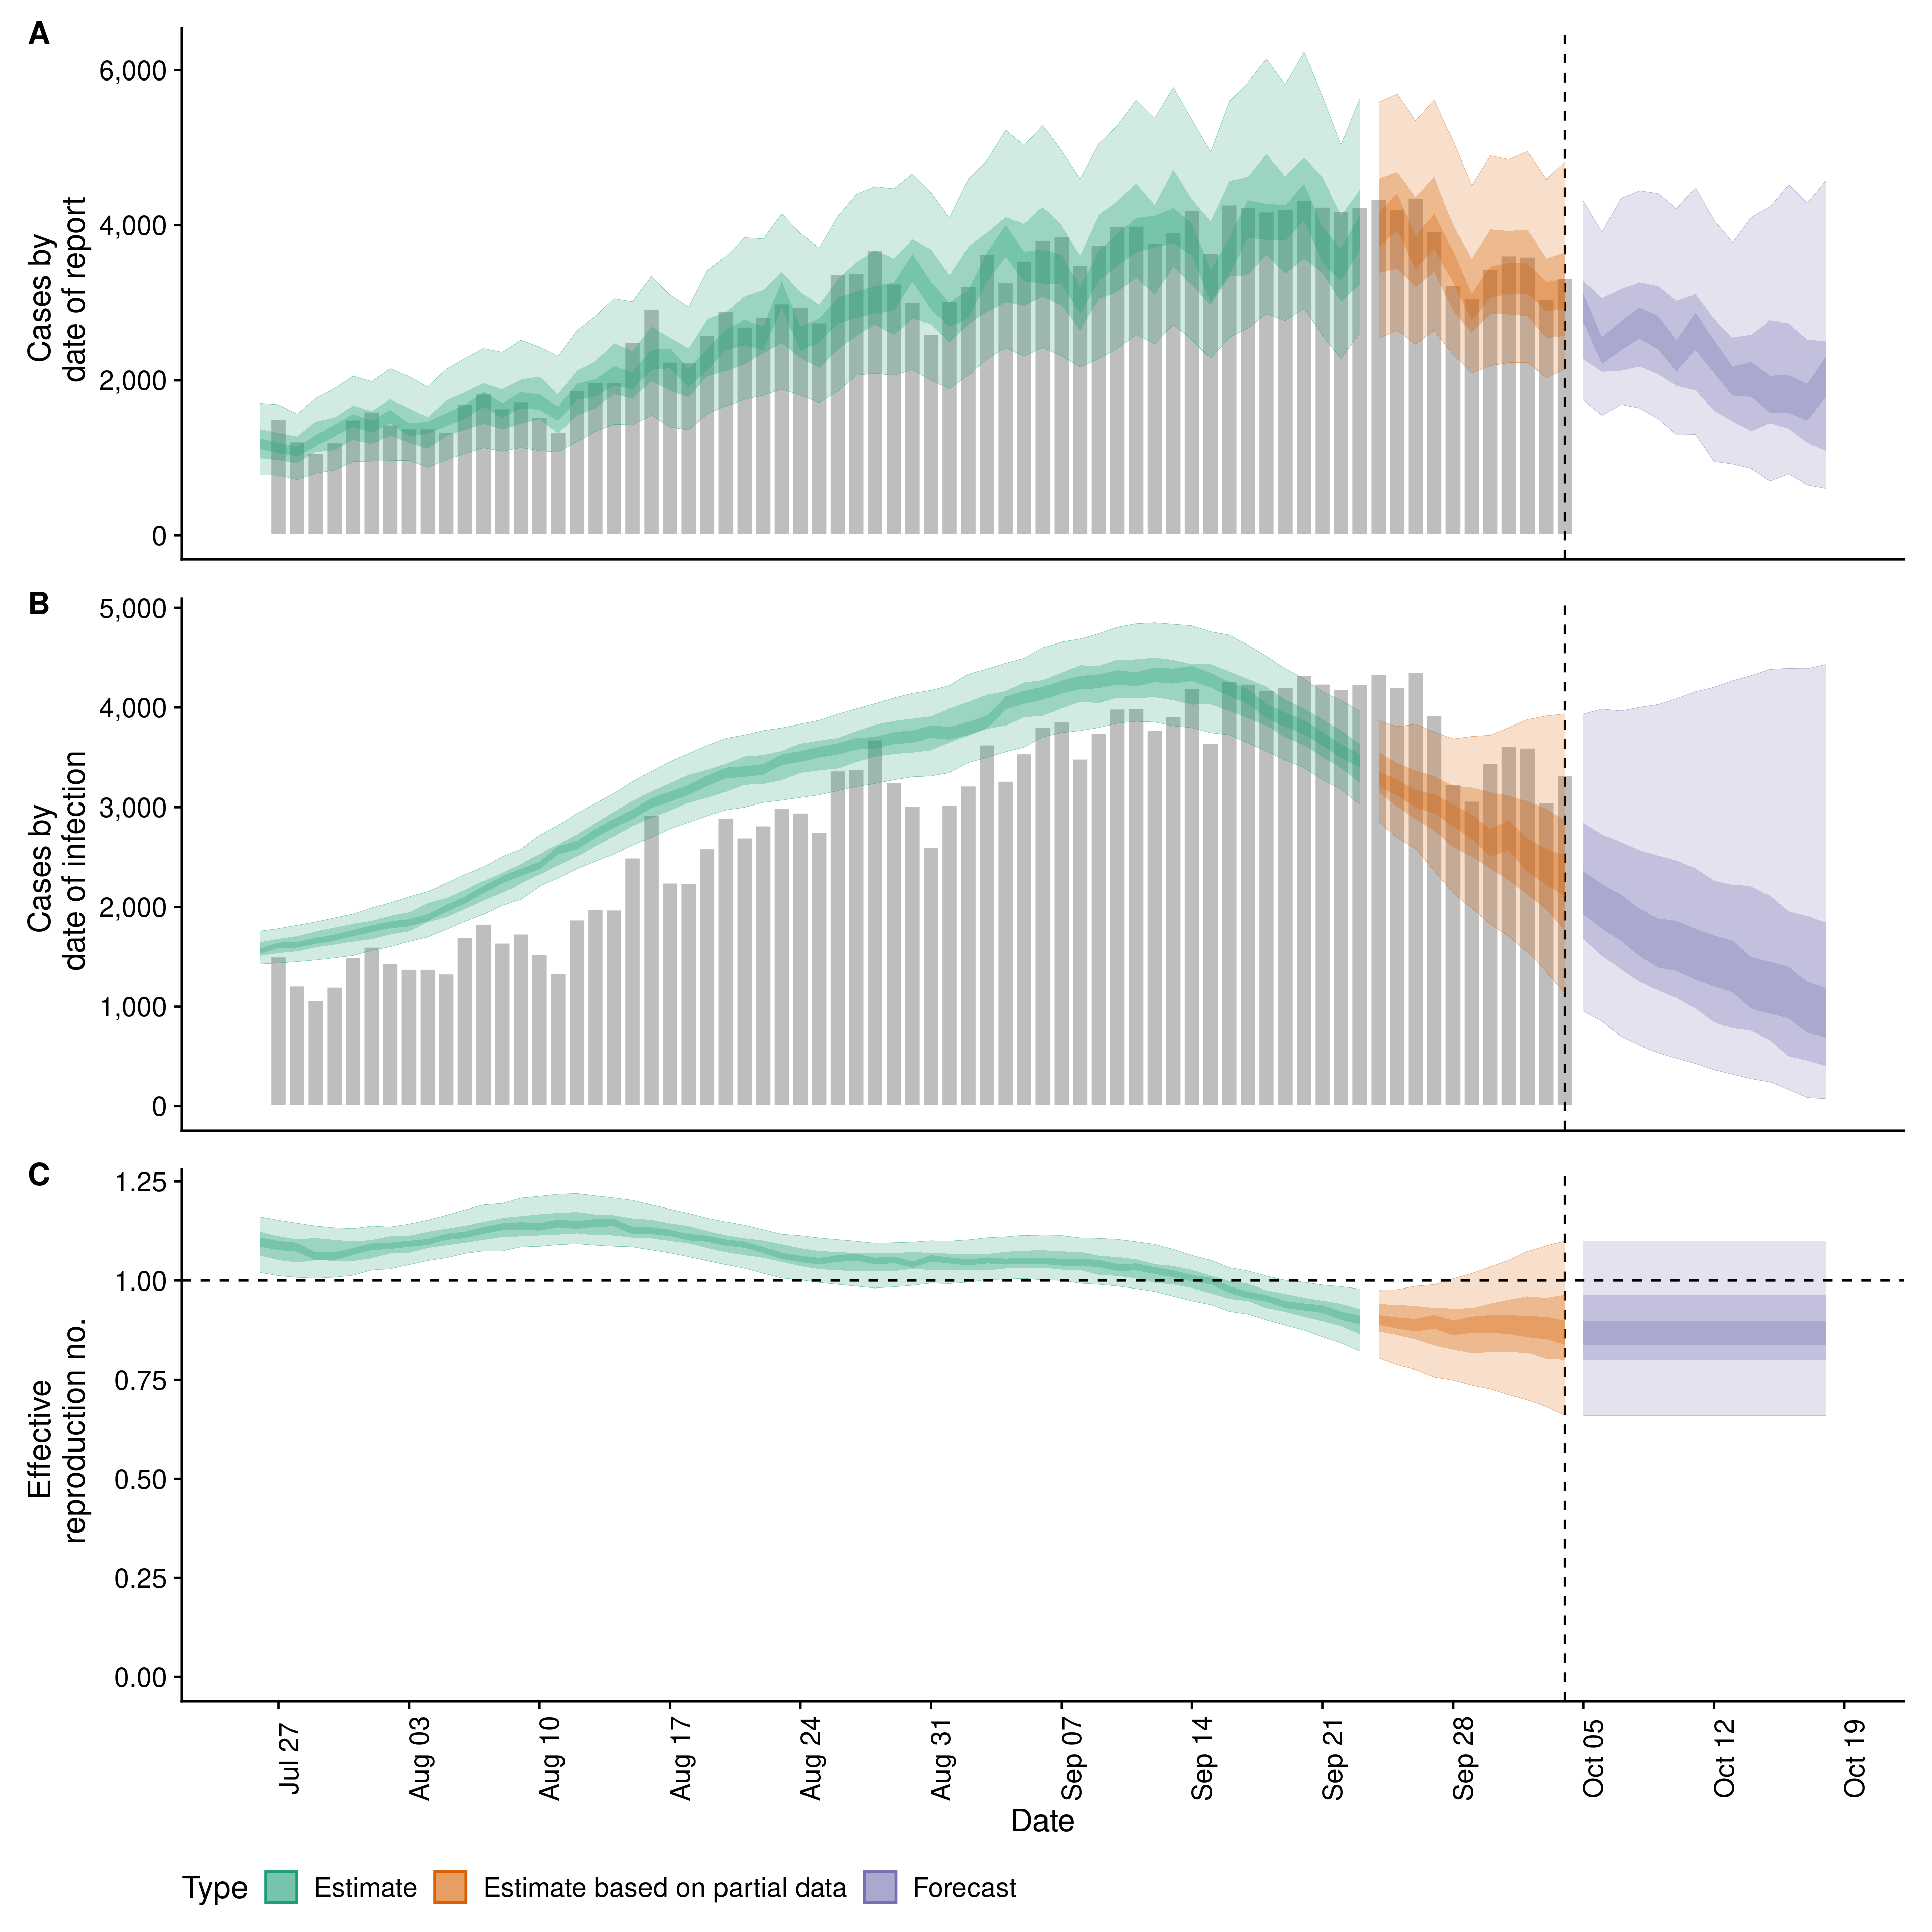 A
Cases by
date of report
6,000
4,000
2,000
0
B
Cases by
date of infection
5,000
4,000
3,000
2,000
1,000
0
C
Effective
reproduction no.
1.25
1.00
0.75
0.50
0.25
0.00
Jul 27
Aug 03
Aug 10
Aug 17
Aug 24
Aug 31
Sep 07
Sep 14
Sep 21
Sep 28
Oct 05
Oct 12
Oct 19
Date
Type Estimate Estimate based on partial data Forecast